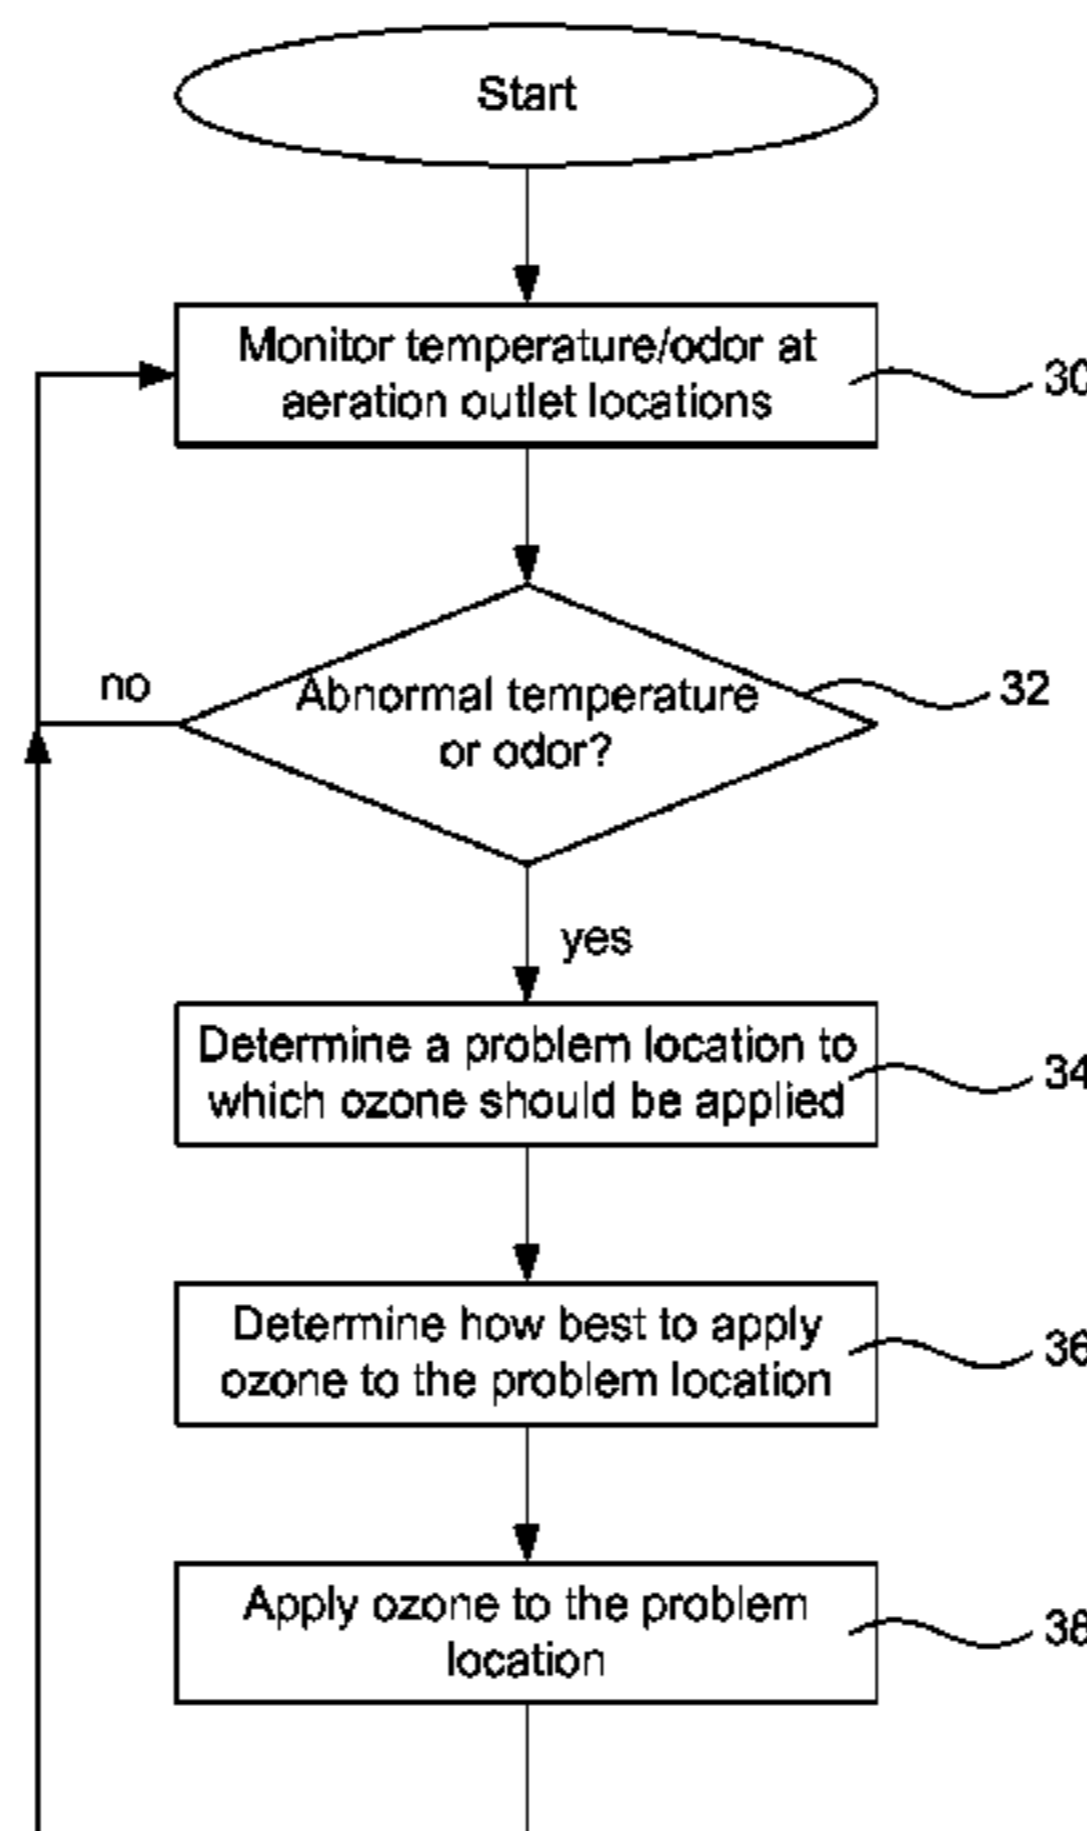 Start
Monitor temperature/odor at
aeration outlet locations
30
no
Abnormal temperature
or odor?
32
yes
Determine a problem location to
which ozone should be applied
34
Determine how best to apply
ozone to the problem location
36
Apply ozone to the problem
location
38